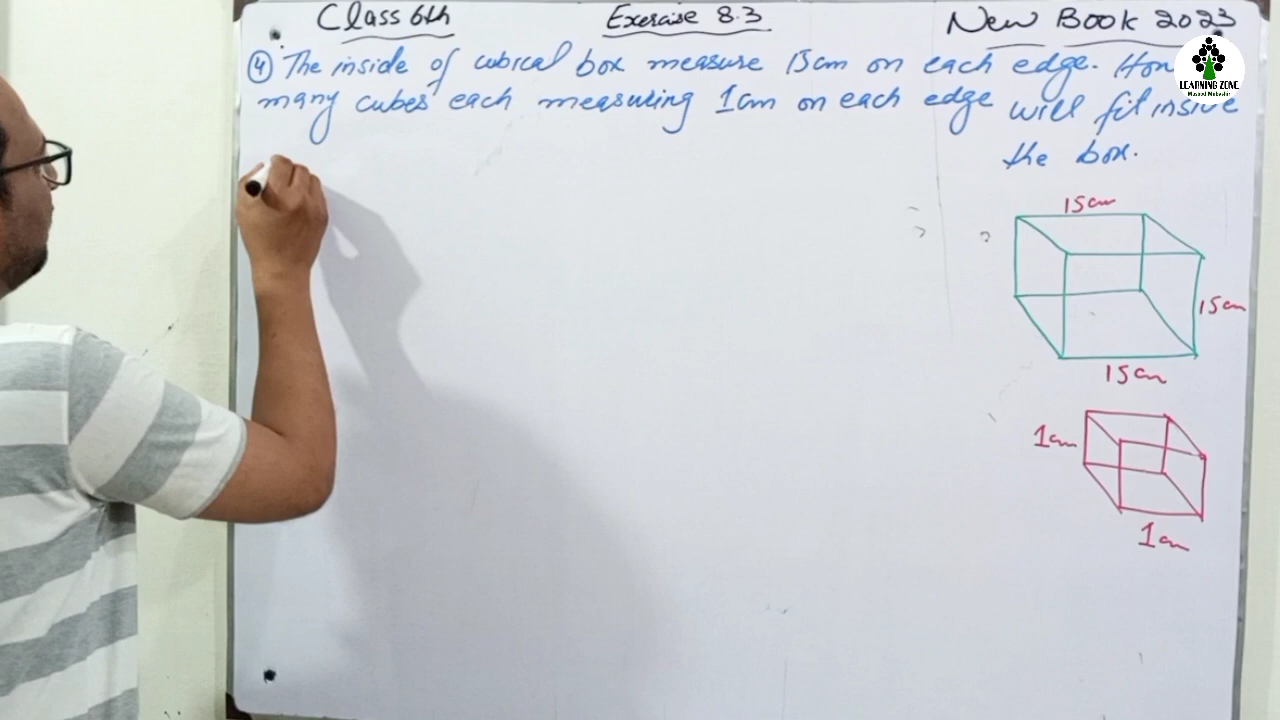 Class 6th Exercise 8.3 New Book 2023
④ The inside of cubical box measure 15cm on each edge. How
many cubes each measuring 1cm on each edge will fit inside
the box.
LEARNING ZONE
15cm
15cm
15cm
1cm
1cm